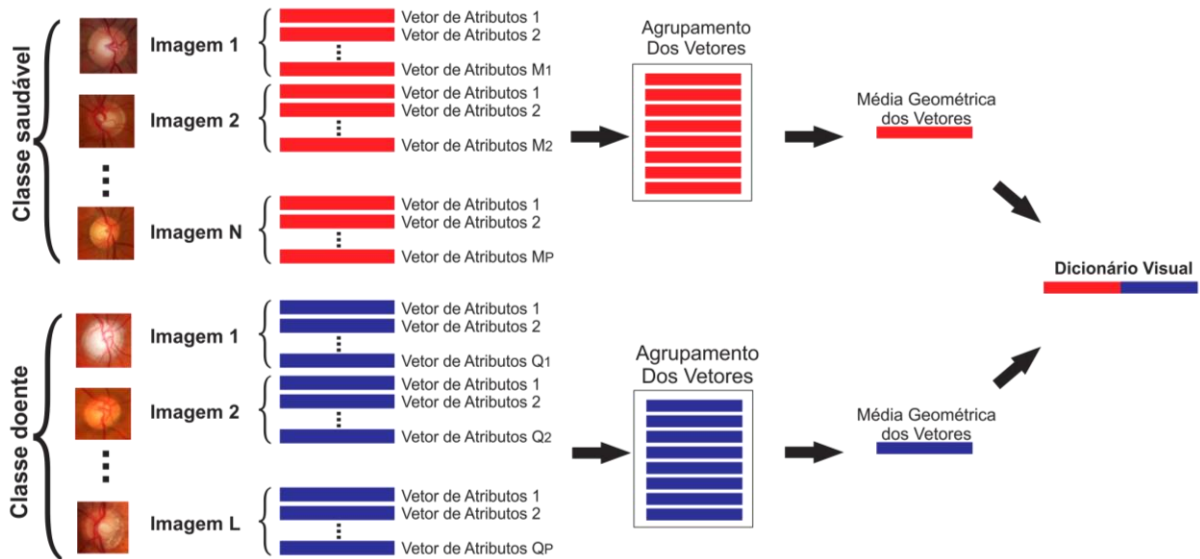 Classe saudável
Imagem 1
Vetor de Atributos 1
Vetor de Atributos 2
Vetor de Atributos M1
Imagem 2
Vetor de Atributos 1
Vetor de Atributos 2
Vetor de Atributos M2
Imagem N
Vetor de Atributos 1
Vetor de Atributos 2
Vetor de Atributos MP
Agrupamento
Dos Vetores
Média Geométrica
dos Vetores
Classe doente
Imagem 1
Vetor de Atributos 1
Vetor de Atributos 2
Vetor de Atributos Q1
Imagem 2
Vetor de Atributos 1
Vetor de Atributos 2
Vetor de Atributos Q2
Imagem L
Vetor de Atributos 1
Vetor de Atributos 2
Vetor de Atributos QP
Agrupamento
Dos Vetores
Média Geométrica
dos Vetores
Dicionário Visual